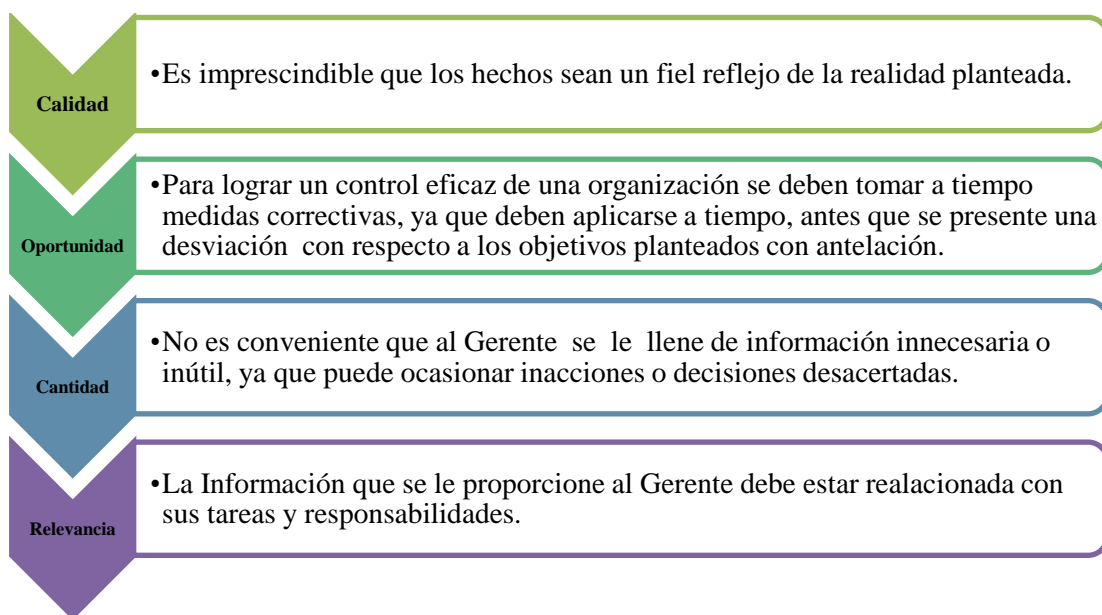 Calidad
•Es imprescindible que los hechos sean un fiel reflejo de la realidad planteada.
Oportunidad
•Para lograr un control eficaz de una organización se deben tomar a tiempo
medidas correctivas, ya que deben aplicarse a tiempo, antes que se presente una
desviación con respecto a los objetivos planteados con antelación.
Cantidad
•No es conveniente que al Gerente se le llene de información innecesaria o
inútil, ya que puede ocasionar inacciones o decisiones desacertadas.
Relevancia
•La Información que se le proporcione al Gerente debe estar realacionada con
sus tareas y responsabilidades.